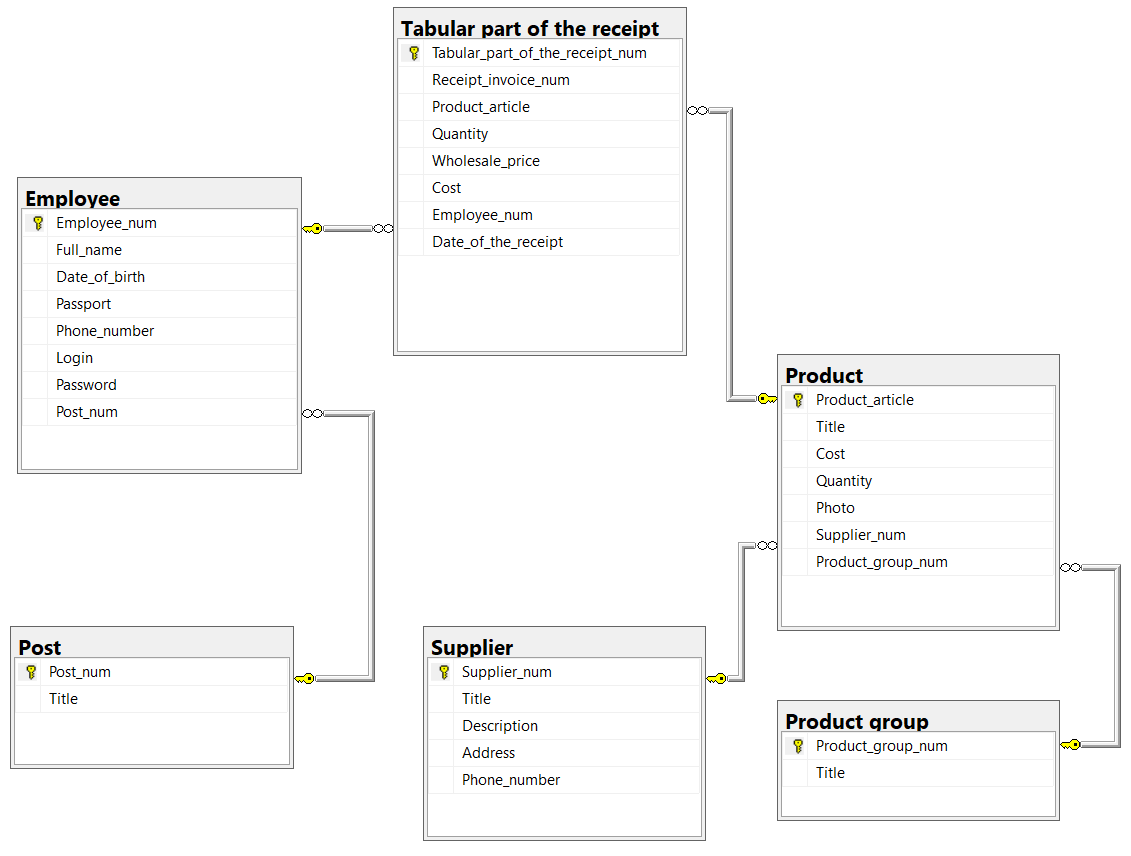 Tabular part of the receipt
Tabular_part_of_the_receipt_num
Receipt_invoice_num
Product_article
Quantity
Wholesale_price
Cost
Employee_num
Date_of_the_receipt
Employee
Employee_num
Full_name
Date_of_birth
Passport
Phone_number
Login
Password
Post_num
Product
Product_article
Title
Cost
Quantity
Photo
Supplier_num
Product_group_num
Post
Post_num
Title
Supplier
Supplier_num
Title
Description
Address
Phone_number
Product group
Product_group_num
Title